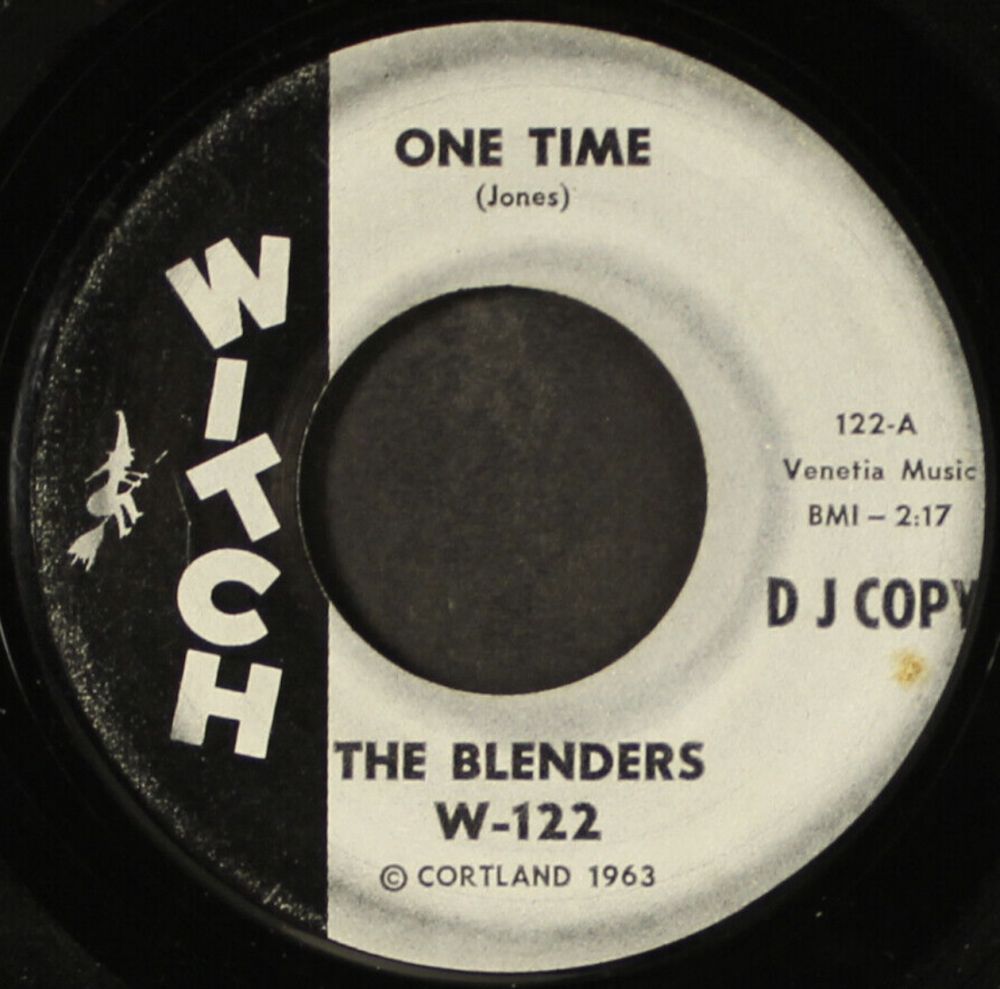 WITCH
ONE TIME
(Jones)
122-A
Venetia Music
BMI – 2:17
D J COPY
THE BLENDERS
W-122
© CORTLAND 1963